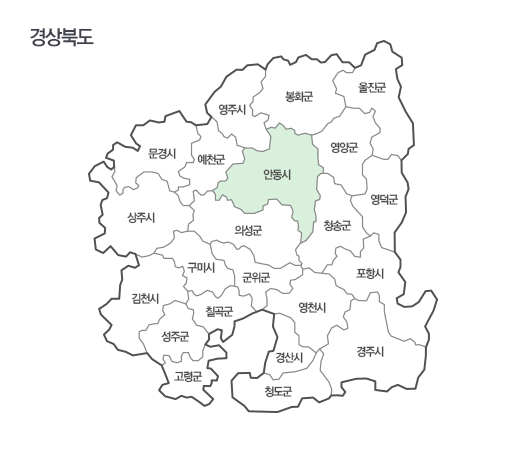 경상북도
울진군
봉화군
영주시
영양군
문경시
예천군
안동시
영덕군
상주시
청송군
의성군
구미시
군위군
포항시
김천시
칠곡군
영천시
성주군
경산시
경주시
고령군
청도군